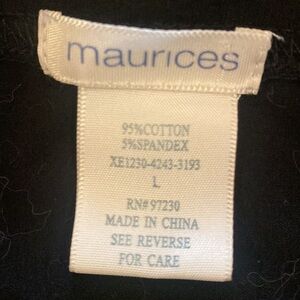 maurices
95%COTTON
5%SPANDEX
XE1230-4243-3193
L
RN# 97230
MADE IN CHINA
SEE REVERSE
FOR CARE